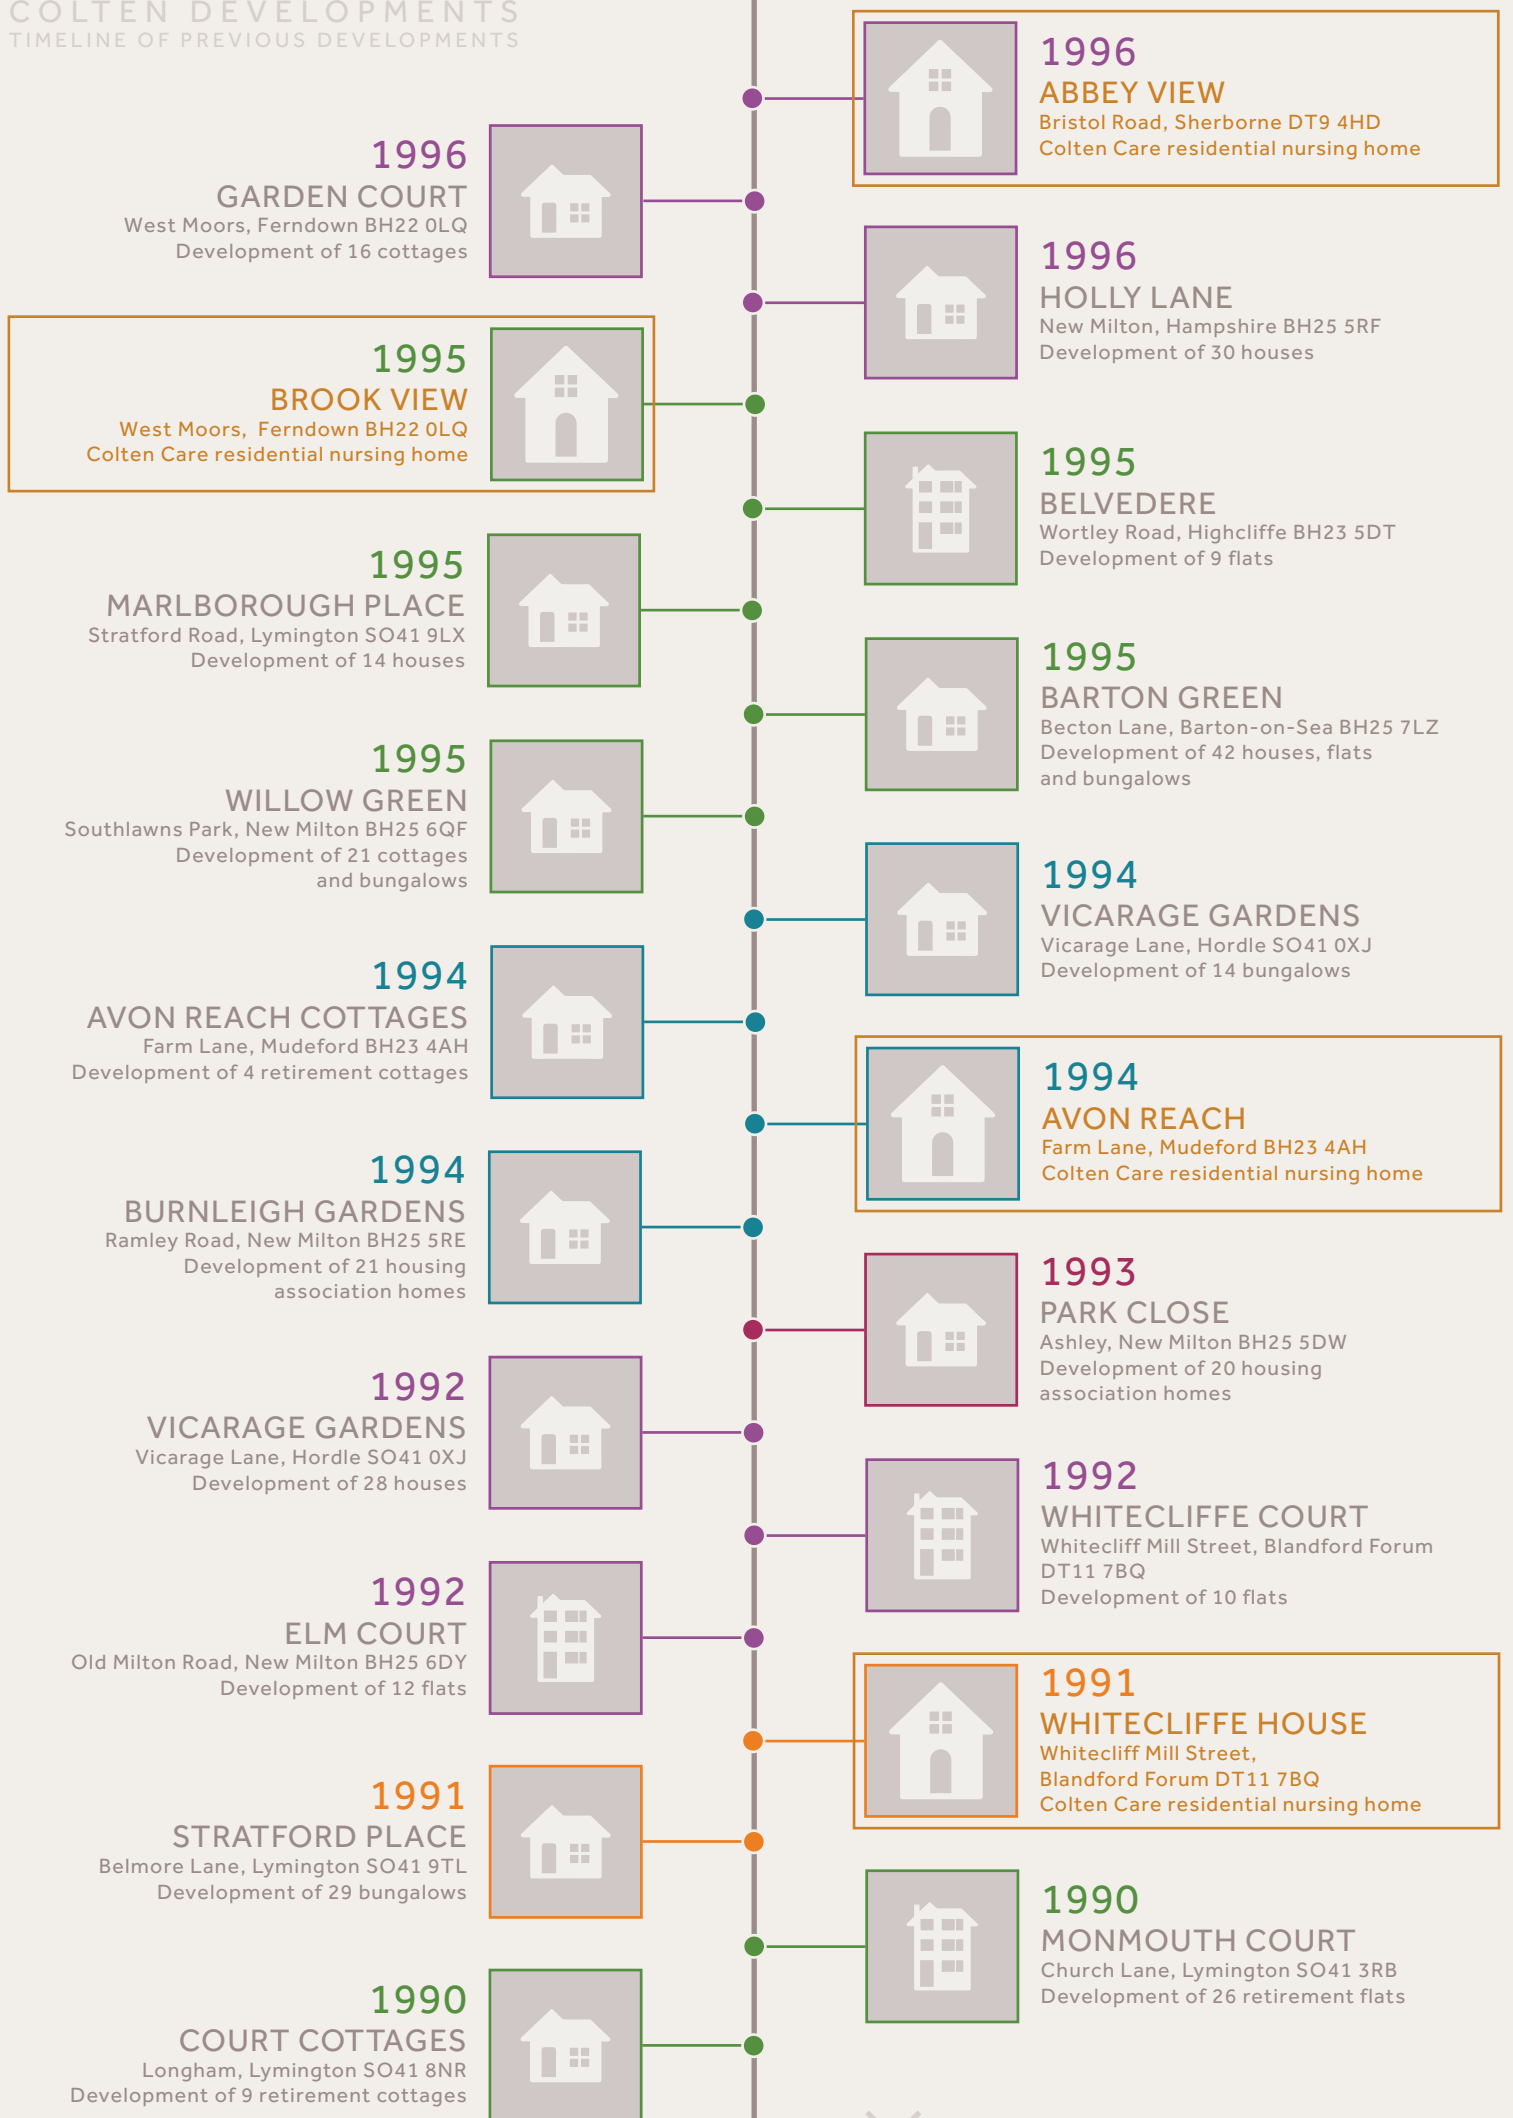 COLTEN DEVELOPMENTS
TIMELINE OF PREVIOUS DEVELOPMENTS
1996
ABBEY VIEW
Bristol Road, Sherborne DT9 4HD
Colten Care residential nursing home
1996
GARDEN COURT
West Moors, Ferndown BH22 0LQ
Development of 16 cottages
1996
HOLLY LANE
New Milton, Hampshire BH25 5RF
Development of 30 houses
1995
BROOK VIEW
West Moors, Ferndown BH22 0LQ
Colten Care residential nursing home
1995
BELVEDERE
Wortley Road, Highcliffe BH23 5DT
Development of 9 flats
1995
MARLBOROUGH PLACE
Stratford Road, Lymington SO41 9LX
Development of 14 houses
1995
BARTON GREEN
Becton Lane, Barton-on-Sea BH25 7LZ
Development of 42 houses, flats
and bungalows
1995
WILLOW GREEN
Southlawns Park, New Milton BH25 6QF
Development of 21 cottages
and bungalows
1994
VICARAGE GARDENS
Vicarage Lane, Hordle SO41 0XJ
Development of 14 bungalows
1994
AVON REACH COTTAGES
Farm Lane, Mudeford BH23 4AH
Development of 4 retirement cottages
1994
AVON REACH
Farm Lane, Mudeford BH23 4AH
Colten Care residential nursing home
1994
BURNLEIGH GARDENS
Ramley Road, New Milton BH25 5RE
Development of 21 housing
association homes
1993
PARK CLOSE
Ashley, New Milton BH25 5DW
Development of 20 housing
association homes
1992
VICARAGE GARDENS
Vicarage Lane, Hordle SO41 0XJ
Development of 28 houses
1992
WHITECLIFFE COURT
Whitecliff Mill Street, Blandford Forum
DT11 7BQ
Development of 10 flats
1992
ELM COURT
Old Milton Road, New Milton BH25 6DY
Development of 12 flats
1991
WHITECLIFFE HOUSE
Whitecliff Mill Street,
Blandford Forum DT11 7BQ
Colten Care residential nursing home
1991
STRATFORD PLACE
Belmore Lane, Lymington SO41 9TL
Development of 29 bungalows
1990
MONMOUTH COURT
Church Lane, Lymington SO41 3RB
Development of 26 retirement flats
1990
COURT COTTAGES
Longham, Lymington SO41 8NR
Development of 9 retirement cottages